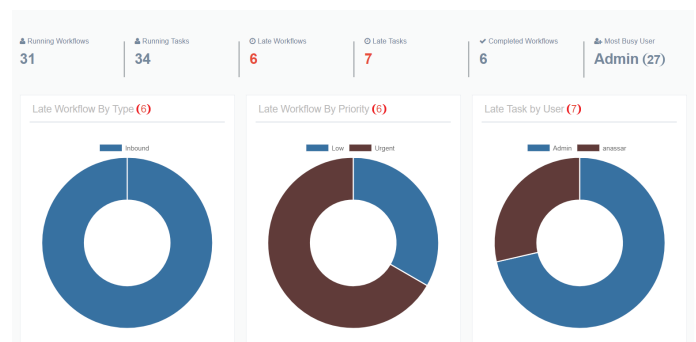 Running Workflows
31
Running Tasks
34
Late Workflows
6
Late Tasks
7
Completed Workflows
6
Most Busy User
Admin (27)
Late Workflow By Type (6)
Inbound
Late Workflow By Priority (6)
Low Urgent
Late Task by User (7)
Admin anassar